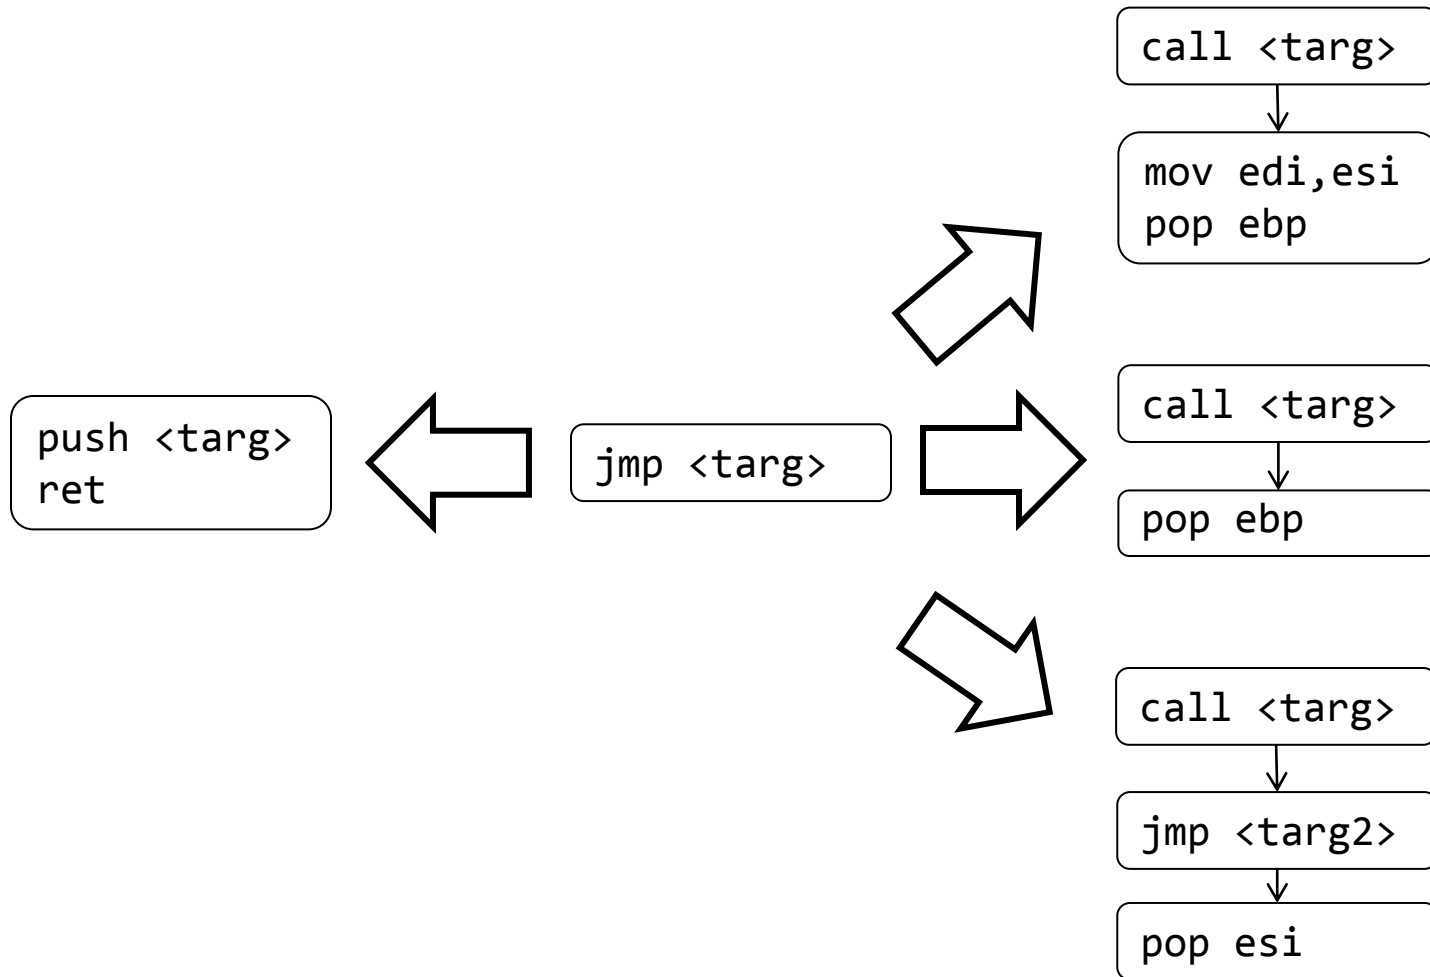 call <targ>
mov edi,esi
pop ebp
push <targ>
ret
jmp <targ>
call <targ>
pop ebp
call <targ>
jmp <targ2>
pop esi